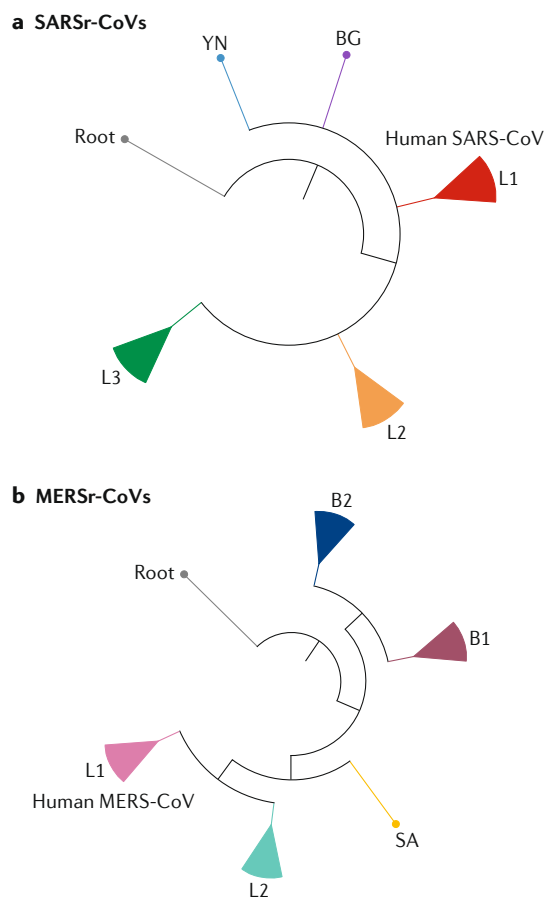 a SARSr-CoVs
YN
BG
Root
Human SARS-CoV
L1
L3
L2
b MERSr-CoVs
B2
Root
B1
L1
Human MERS-CoV
SA
L2